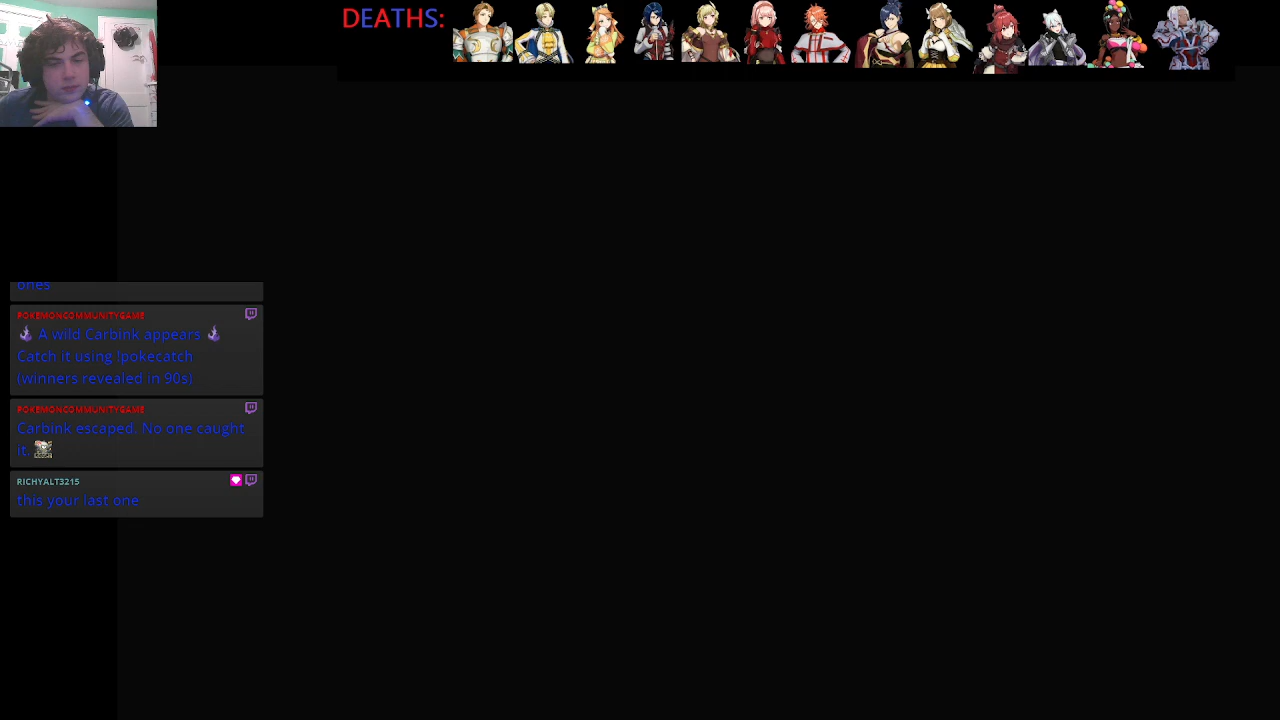 DEATHS:
ones
POKEMONCOMMUNITYGAME
A wild Carbink appears
Catch it using !pokecatch
(winners revealed in 90s)
POKEMONCOMMUNITYGAME
Carbink escaped. No one caught
it.
RICHYALT3215
this your last one